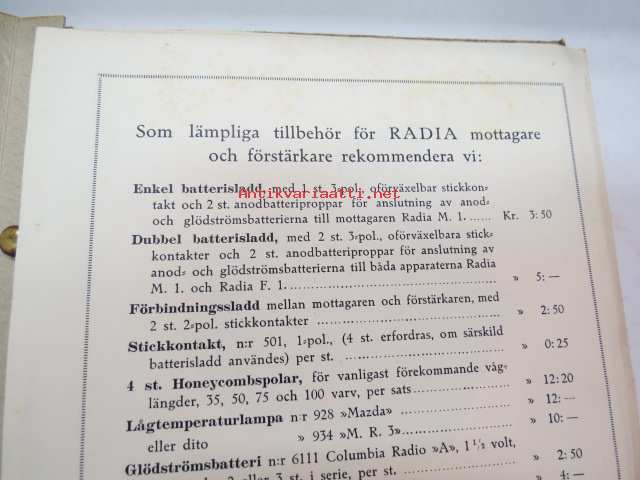 Som lämpliga tillbehör för RADIA mottagare
och förstärkare rekommendera vi:
Enkel batterisladd, med 1 st. 3-pol. oförväxelbar stickkon-
takt och 2 st. anodbatteriproppar för anslutning av anod-
och glödströmsbatterierna till mottagaren Radia M. 1. ...... Kr. 3: 50
Antikvariaatti.net
Dubbel batterisladd, med 2 st. 3-pol., oförväxelbara stick-
kontakter och 2 st. anodbatteriproppar för anslutning av
anod- och glödströmsbatterierna till båda apparaterna Radia
M. 1. och Radia F. 1. ........................................ » 5: —
Förbindningssladd mellan mottagaren och förstärkaren, med
2 st. 2-pol. stickkontakter ................................ » 2: 50
Stickkontakt, n:r 501, 1-pol., (4 st. erfordras, om särskild
batterisladd användes) per st. ............................ » 0: 25
4 st. Honeycombspolar, för vanligast förekommande våg-
längder, 35, 50, 75 och 100 varv, per sats .................. » 12: 20
Lågtemperaturlampa n:r 928 »Mazda» ...................... » 12: —
eller dito » 934 »M. R. 3» ...................... » 10: —
Glödströmsbatteri n:r 6111 Columbia Radio »A», 1 1/2 volt,
2 eller 3 st. i serie, per st. .................... » 2: 50
» 4: —